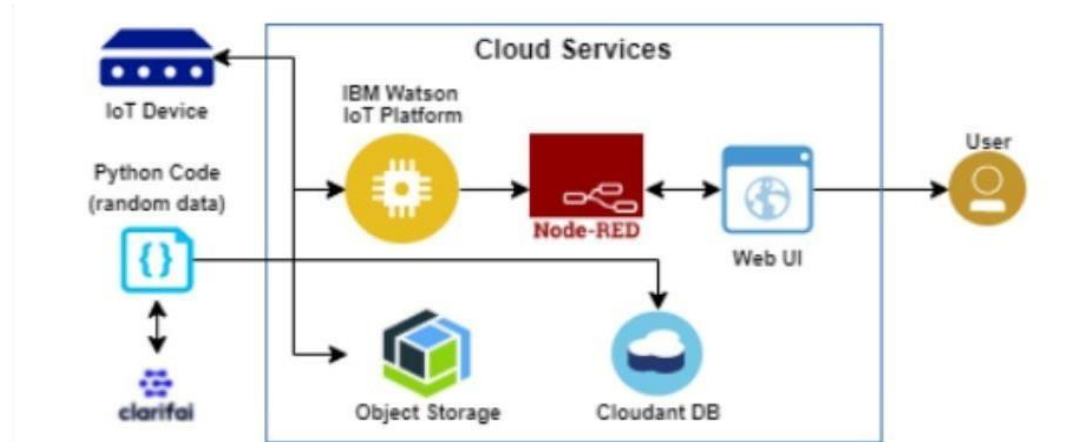 Cloud Services
IoT Device
IBM Watson
IoT Platform
User
Python Code
(random data)
{}
Node-RED
Web UI
clarifai
Object Storage
Cloudant DB